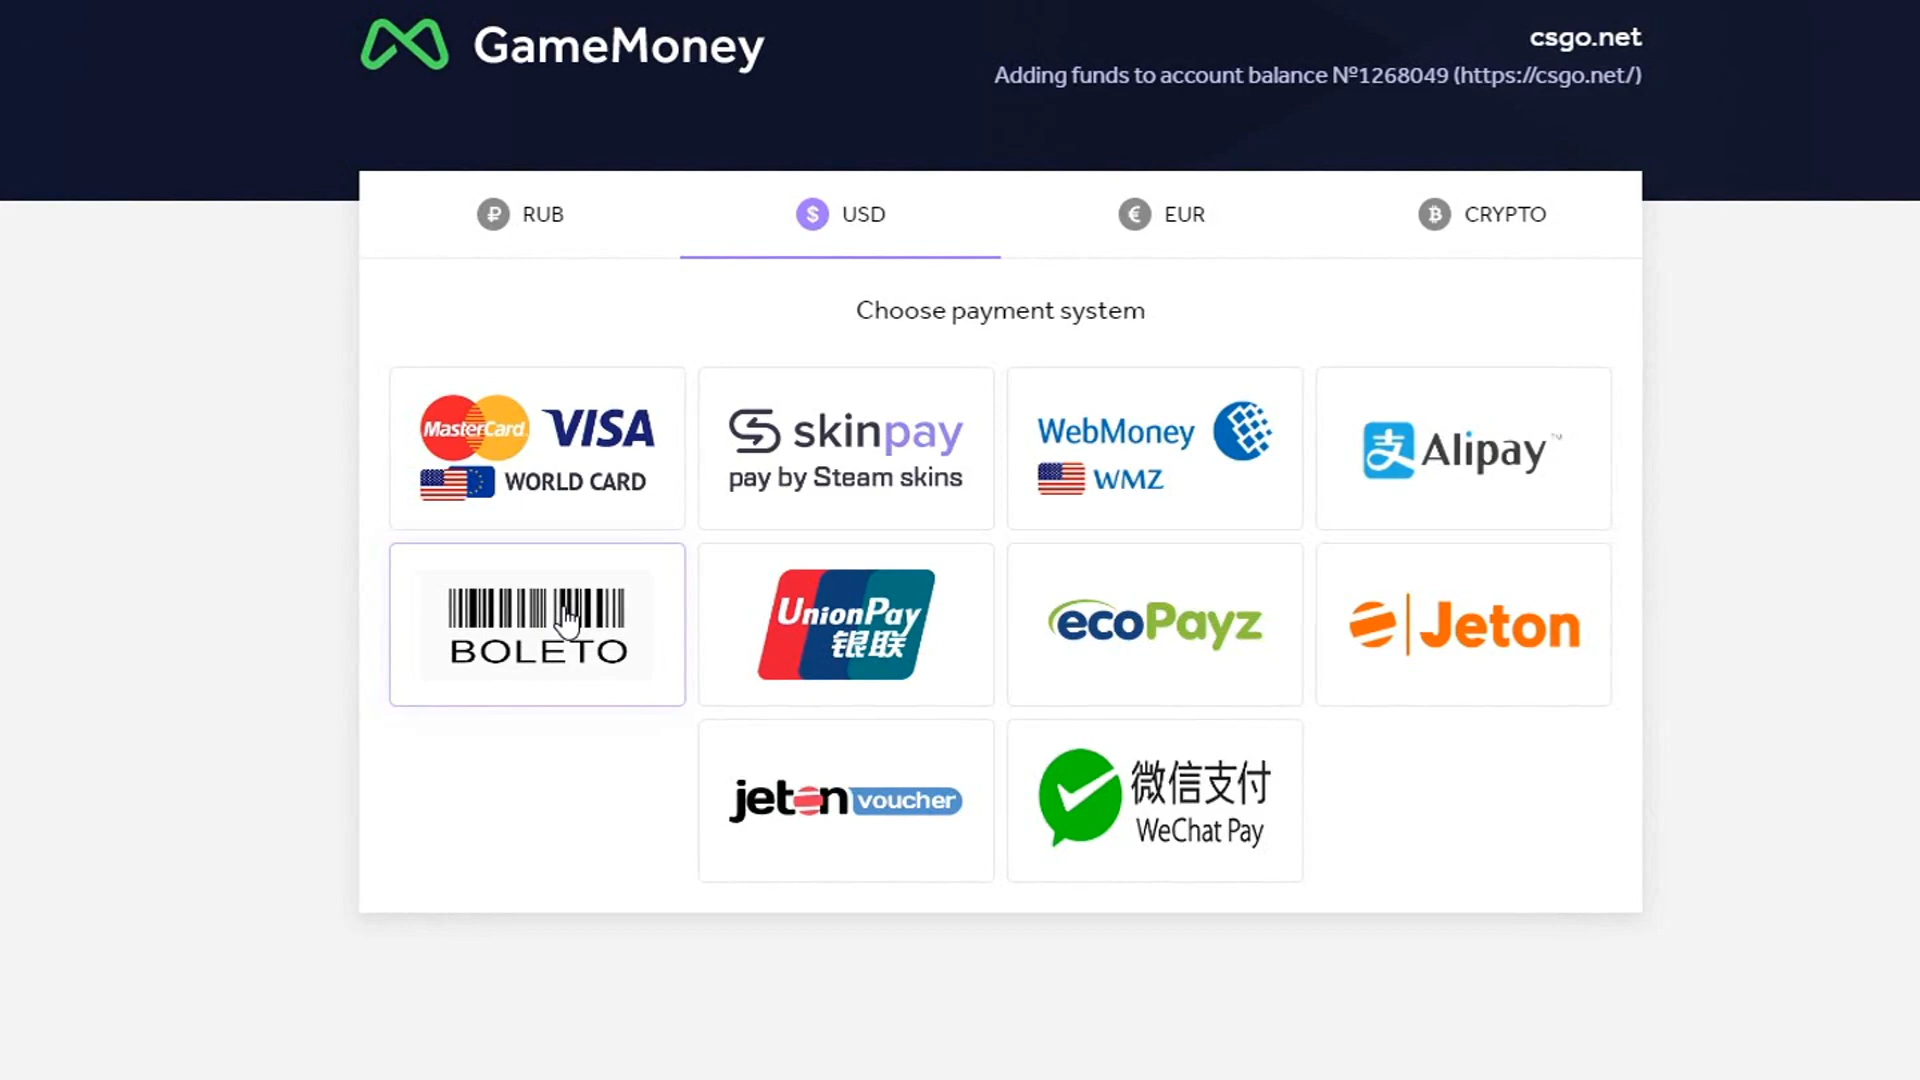 GameMoney
csgo.net
Adding funds to account balance №1268049 (https://csgo.net/)
₽ RUB
$ USD
€ EUR
₿ CRYPTO
Choose payment system
MasterCard VISA
WORLD CARD
skinpay
pay by Steam skins
WebMoney
WMZ
支 Alipay™
BOLETO
UnionPay
银联
ecoPayz
Jeton
jeton voucher
微信支付
WeChat Pay